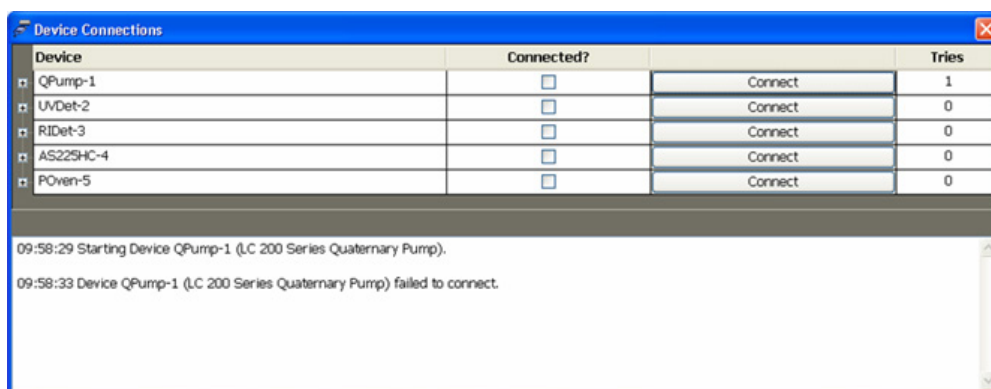 Device Connections
Device Connected? Tries
QPump-1 Connect 1
UVDet-2 Connect 0
RIDet-3 Connect 0
AS225HC-4 Connect 0
POven-5 Connect 0
09:58:29 Starting Device QPump-1 (LC 200 Series Quaternary Pump).
09:58:33 Device QPump-1 (LC 200 Series Quaternary Pump) failed to connect.